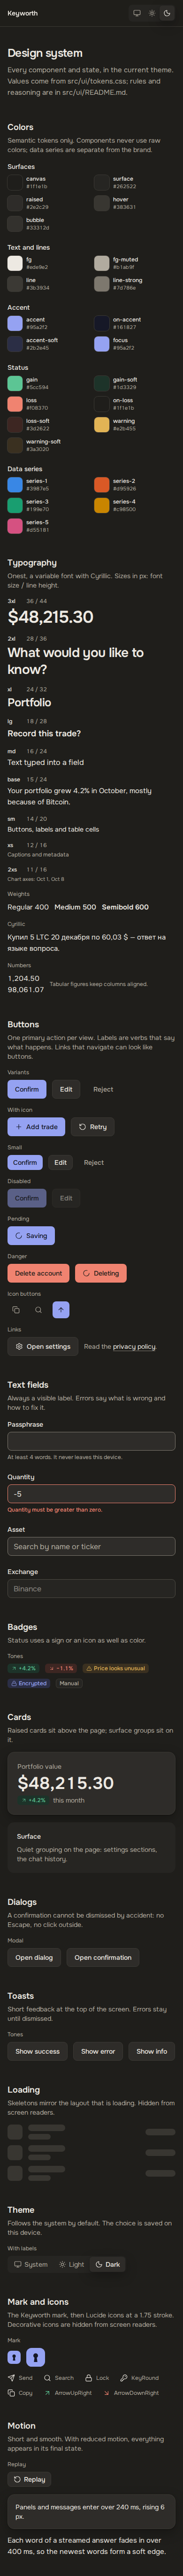 Keyworth
Design system
Every component and state, in the current theme.
Values come from src/ui/tokens.css; rules and
reasoning are in src/ui/README.md.
Colors
Semantic tokens only. Components never use raw
colors; data series are separate from the brand.
Surfaces
canvas
#1f1e1b
surface
#262522
raised
#2e2c29
hover
#383631
bubble
#33312d
Text and lines
fg
#ede9e2
fg-muted
#b1ab9f
line
#3b3934
line-strong
#7d786e
Accent
accent
#95a2f2
on-accent
#161827
accent-soft
#2b2e45
focus
#95a2f2
Status
gain
#5cc594
gain-soft
#1d3329
loss
#f08370
on-loss
#1f1e1b
loss-soft
#3d2622
warning
#e2b455
warning-soft
#3a3020
Data series
series-1
#3987e5
series-2
#d95926
series-3
#199e70
series-4
#c98500
series-5
#d55181
Typography
Onest, a variable font with Cyrillic. Sizes in px: font
size / line height.
3xl 36 / 44
$48,215.30
2xl 28 / 36
What would you like to
know?
xl 24 / 32
Portfolio
lg 18 / 28
Record this trade?
md 16 / 24
Text typed into a field
base 15 / 24
Your portfolio grew 4.2% in October, mostly
because of Bitcoin.
sm 14 / 20
Buttons, labels and table cells
xs 12 / 16
Captions and metadata
2xs 11 / 16
Chart axes: Oct 1, Oct 8
Weights
Regular 400 Medium 500 Semibold 600
Cyrillic
Купил 5 LTC 20 декабря по 60,03 $ — ответ на
языке вопроса.
Numbers
1,204.50
98,061.07
Tabular figures keep columns aligned.
Buttons
One primary action per view. Labels are verbs that say
what happens. Links that navigate can look like
buttons.
Variants
Confirm Edit Reject
With icon
Add trade Retry
Small
Confirm Edit Reject
Disabled
Confirm Edit
Pending
Saving
Danger
Delete account Deleting
Icon buttons
Links
Open settings Read the privacy policy.
Text fields
Always a visible label. Errors say what is wrong and
how to fix it.
Passphrase
At least 4 words. It never leaves this device.
Quantity
-5
Quantity must be greater than zero.
Asset
Search by name or ticker
Exchange
Binance
Badges
Status uses a sign or an icon as well as color.
Tones
+4.2% −1.1% Price looks unusual
Encrypted Manual
Cards
Raised cards sit above the page; surface groups sit on
it.
Portfolio value
$48,215.30
+4.2% this month
Surface
Quiet grouping on the page: settings sections,
the chat history.
Dialogs
A confirmation cannot be dismissed by accident: no
Escape, no click outside.
Modal
Open dialog Open confirmation
Toasts
Short feedback at the top of the screen. Errors stay
until dismissed.
Tones
Show success Show error Show info
Loading
Skeletons mirror the layout that is loading. Hidden from
screen readers.
Theme
Follows the system by default. The choice is saved on
this device.
With labels
System Light Dark
Mark and icons
The Keyworth mark, then Lucide icons at a 1.75 stroke.
Decorative icons are hidden from screen readers.
Mark
Send Search Lock KeyRound
Copy ArrowUpRight ArrowDownRight
Motion
Short and smooth. With reduced motion, everything
appears in its final state.
Replay
Replay
Panels and messages enter over 240 ms, rising 6
px.
Each word of a streamed answer fades in over
400 ms, so the newest words form a soft edge.